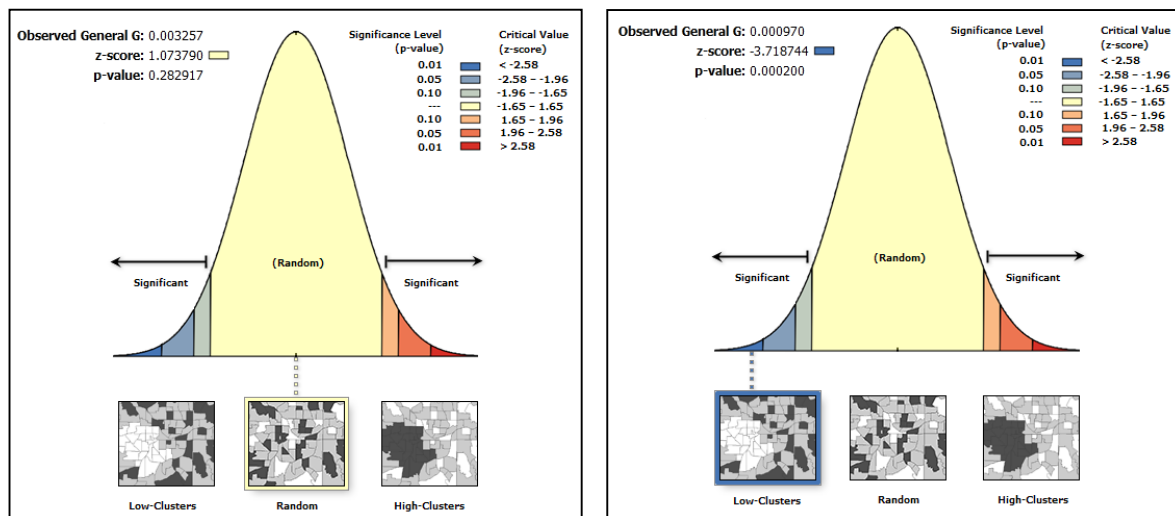 Observed General G: 0.003257
z-score: 1.073790
p-value: 0.282917
Significance Level
(p-value)
Critical Value
(z-score)
0.01 < -2.58
0.05 -2.58 – -1.96
0.10 -1.96 – -1.65
--- -1.65 – 1.65
0.10 1.65 – 1.96
0.05 1.96 – 2.58
0.01 > 2.58
(Random)
Significant
Significant
Low-Clusters
Random
High-Clusters
Observed General G: 0.000970
z-score: -3.718744
p-value: 0.000200
Significance Level
(p-value)
Critical Value
(z-score)
0.01 < -2.58
0.05 -2.58 – -1.96
0.10 -1.96 – -1.65
--- -1.65 – 1.65
0.10 1.65 – 1.96
0.05 1.96 – 2.58
0.01 > 2.58
(Random)
Significant
Significant
Low-Clusters
Random
High-Clusters